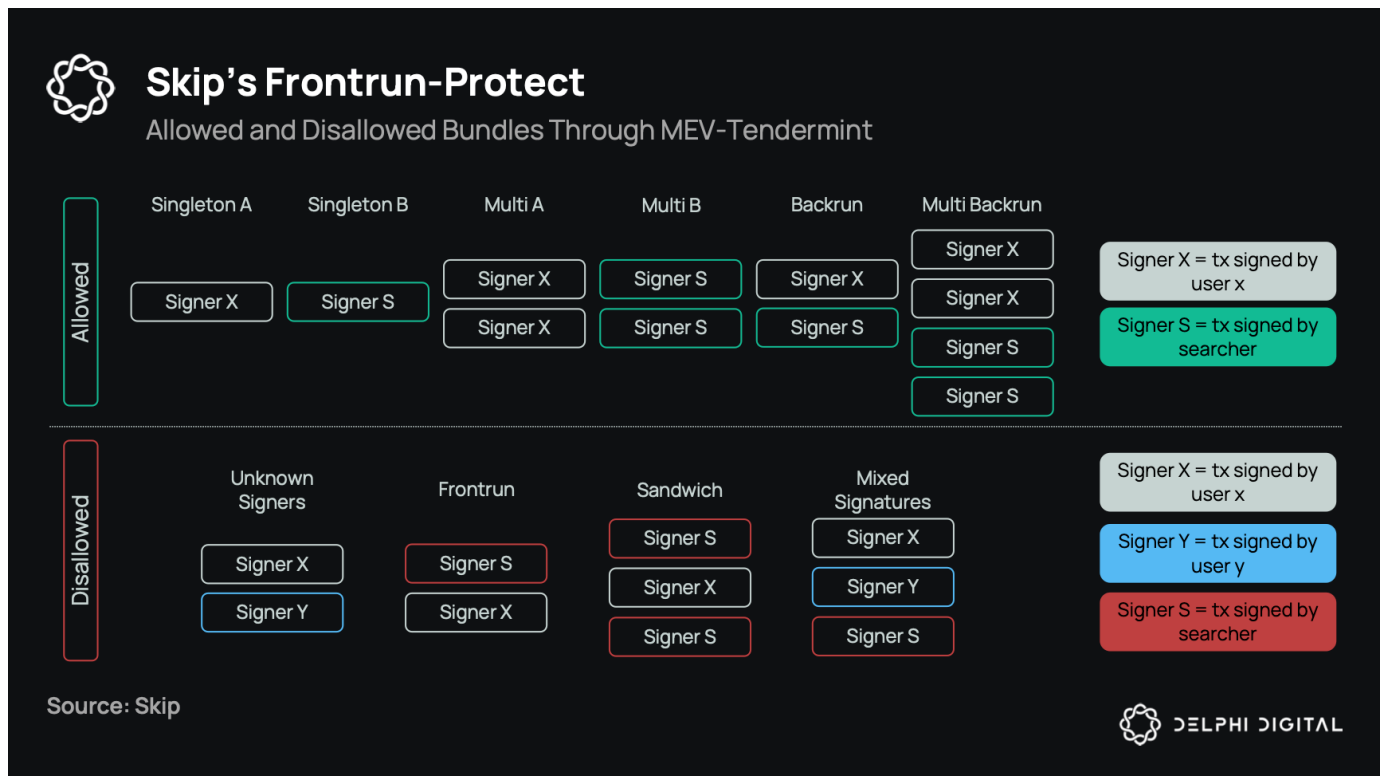 Skip's Frontrun-Protect
Allowed and Disallowed Bundles Through MEV-Tendermint
Allowed
Singleton A
Signer X
Singleton B
Signer S
Multi A
Signer X
Signer X
Multi B
Signer S
Signer S
Backrun
Signer X
Signer S
Multi Backrun
Signer X
Signer X
Signer S
Signer S
Signer X = tx signed by
user x
Signer S = tx signed by
searcher
Disallowed
Unknown
Signers
Signer X
Signer Y
Frontrun
Signer S
Signer X
Sandwich
Signer S
Signer X
Signer S
Mixed
Signatures
Signer X
Signer Y
Signer S
Signer X = tx signed by
user x
Signer Y = tx signed by
user y
Signer S = tx signed by
searcher
Source: Skip
DELPHI DIGITAL